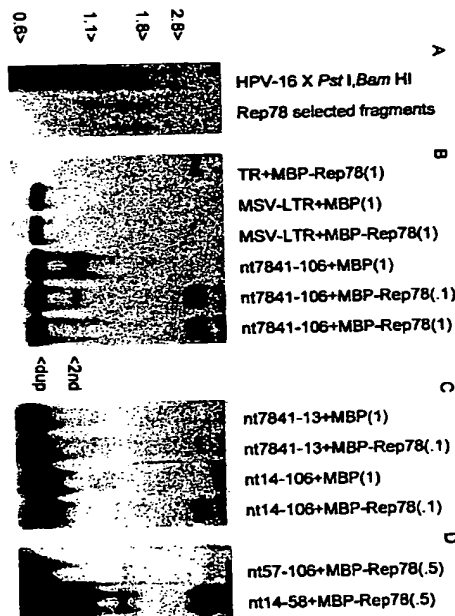 A
HPV-16 X Pst I,Bam HI
Rep78 selected fragments
0.6>
1.1>
1.8>
2.8>
B
TR+MBP-Rep78(1)
MSV-LTR+MBP(1)
MSV-LTR+MBP-Rep78(1)
nt7841-106+MBP(1)
nt7841-106+MBP-Rep78(.1)
nt7841-106+MBP-Rep78(1)
<dup
<2nd
C
nt7841-13+MBP(1)
nt7841-13+MBP-Rep78(.1)
nt14-106+MBP(1)
nt14-106+MBP-Rep78(.1)
D
nt57-106+MBP-Rep78(.5)
nt14-58+MBP-Rep78(.5)